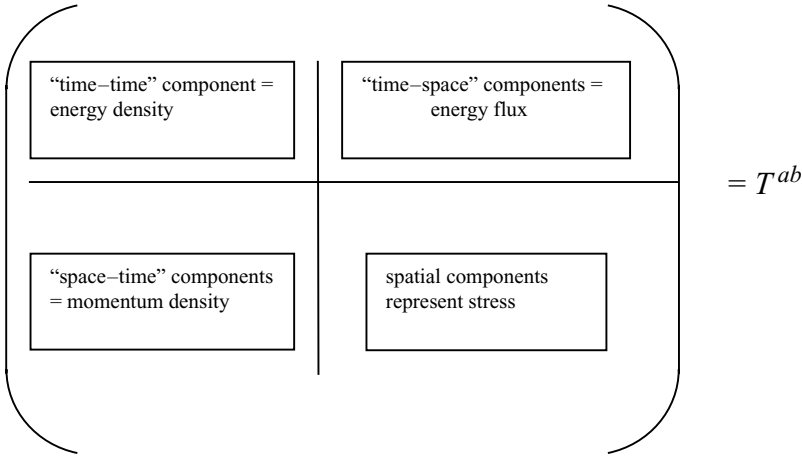 “time–time” component =
energy density
“time–space” components =
energy flux
= T^{ab}
“space–time” components
= momentum density
spatial components
represent stress